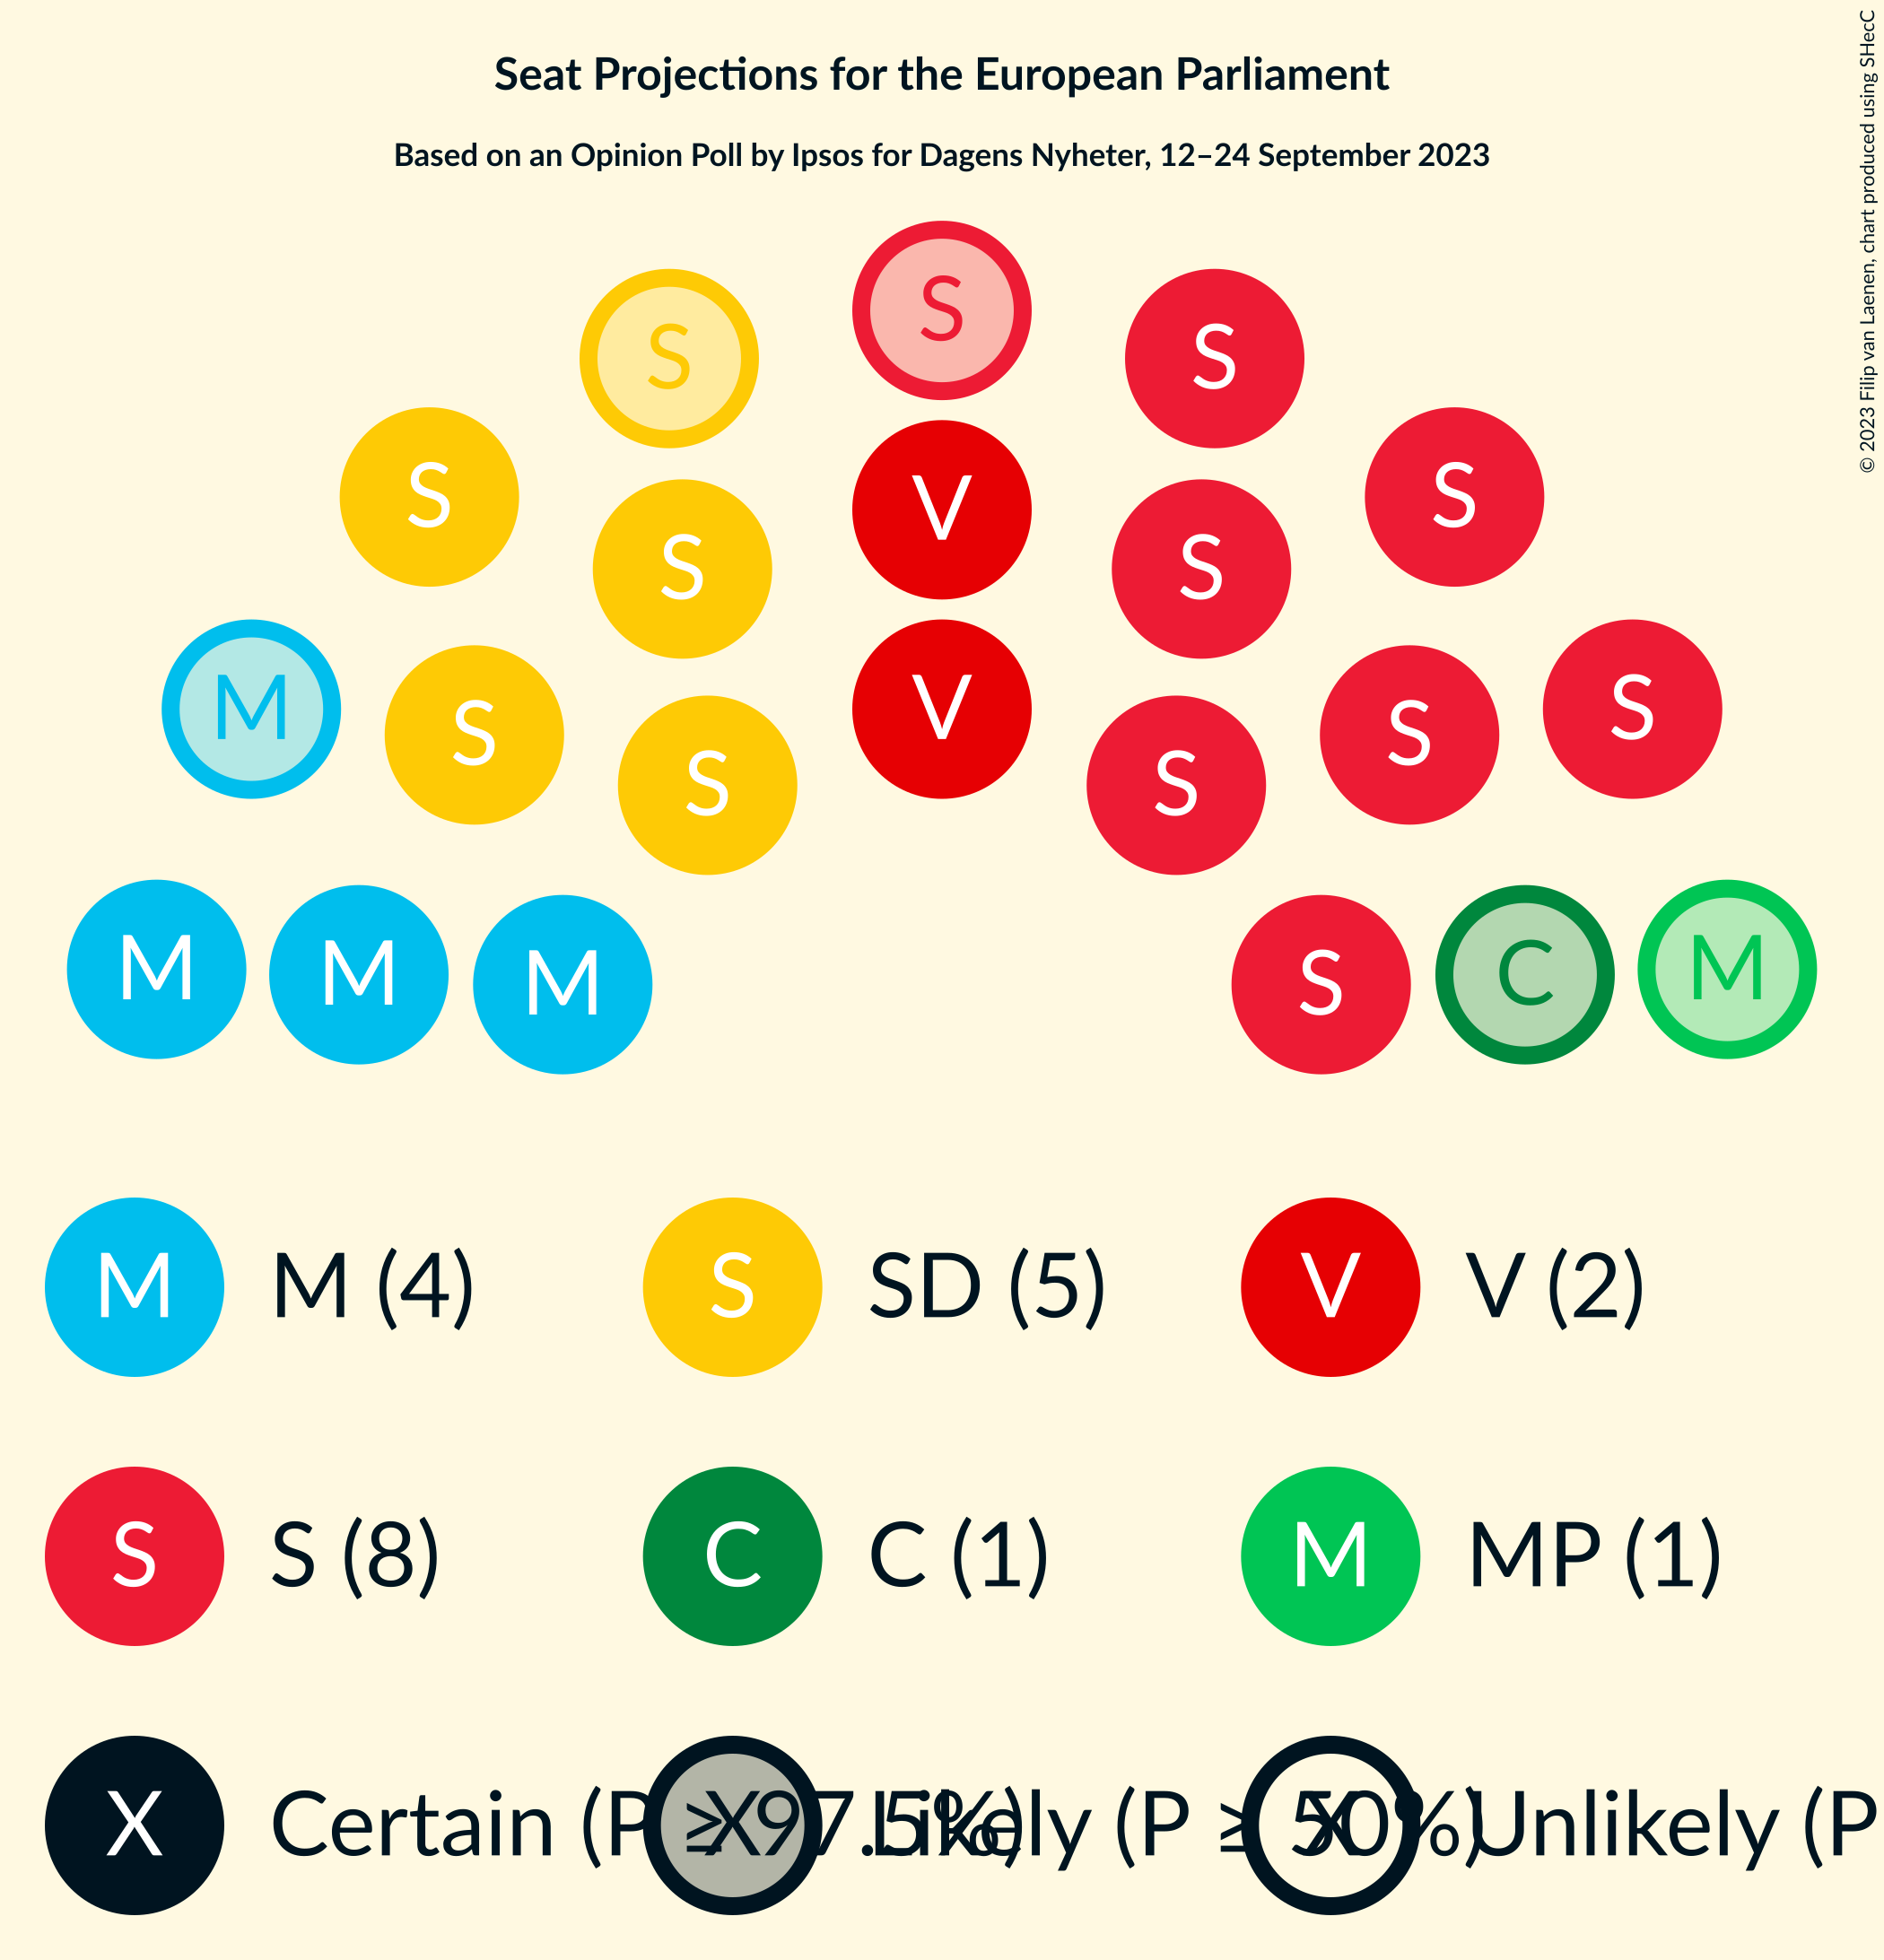 Seat Projections for the European Parliament
Based on an Opinion Poll by Ipsos for Dagens Nyheter, 12–24 September 2023
© 2023 Filip van Laenen, chart produced using SHecC
S
S S
S S
V
S S
M S
V
S S S
S S
M M
M M
M S
C
M M (4) S SD (5) V V (2)
S S (8) C C (1) M MP (1)
X Certain (P ≥ 97.5%) X Likely (P ≥ 50%) X Unlikely (P